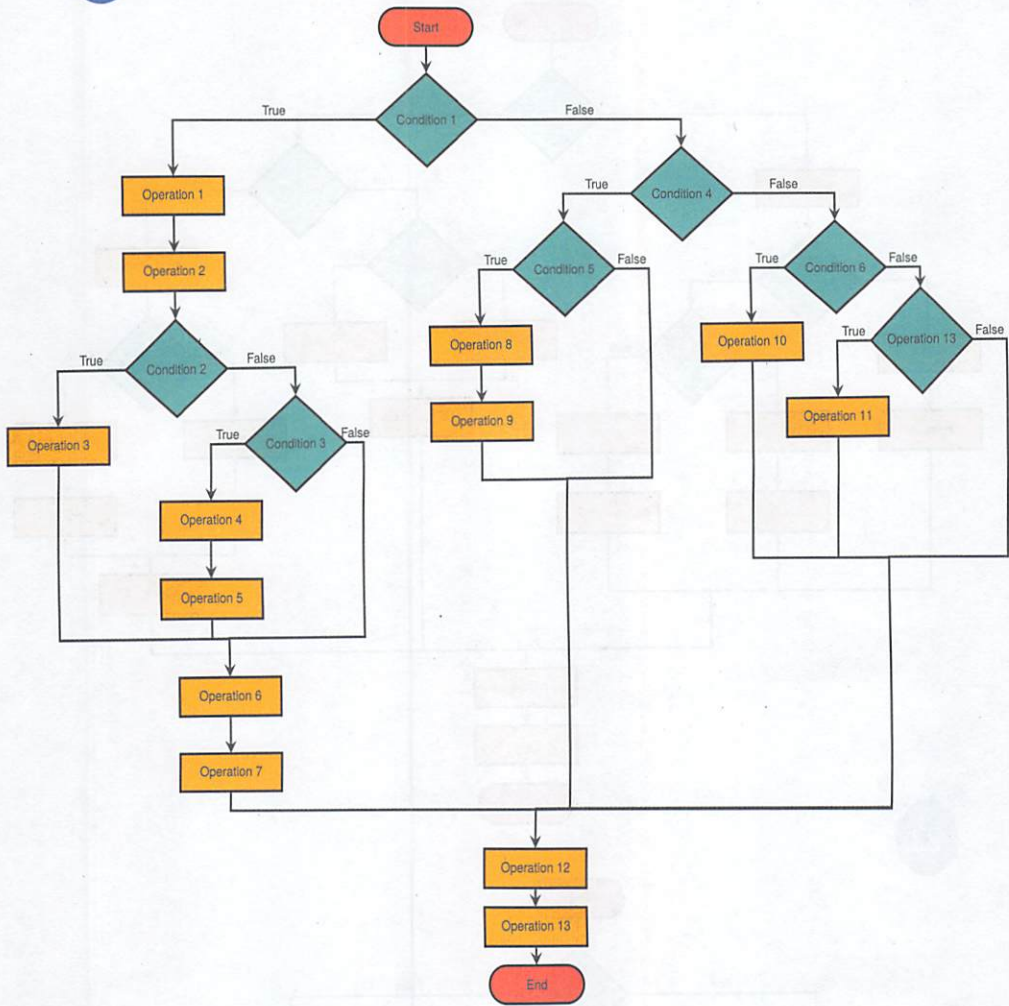 Start
Condition 1
True
False
Operation 1
Condition 4
True
False
Operation 2
Condition 5
True
False
Condition 6
True
False
Condition 2
True
False
Operation 8
Operation 10
Operation 13
True
False
Operation 3
Condition 3
True
False
Operation 9
Operation 11
Operation 4
Operation 5
Operation 6
Operation 7
Operation 12
Operation 13
End